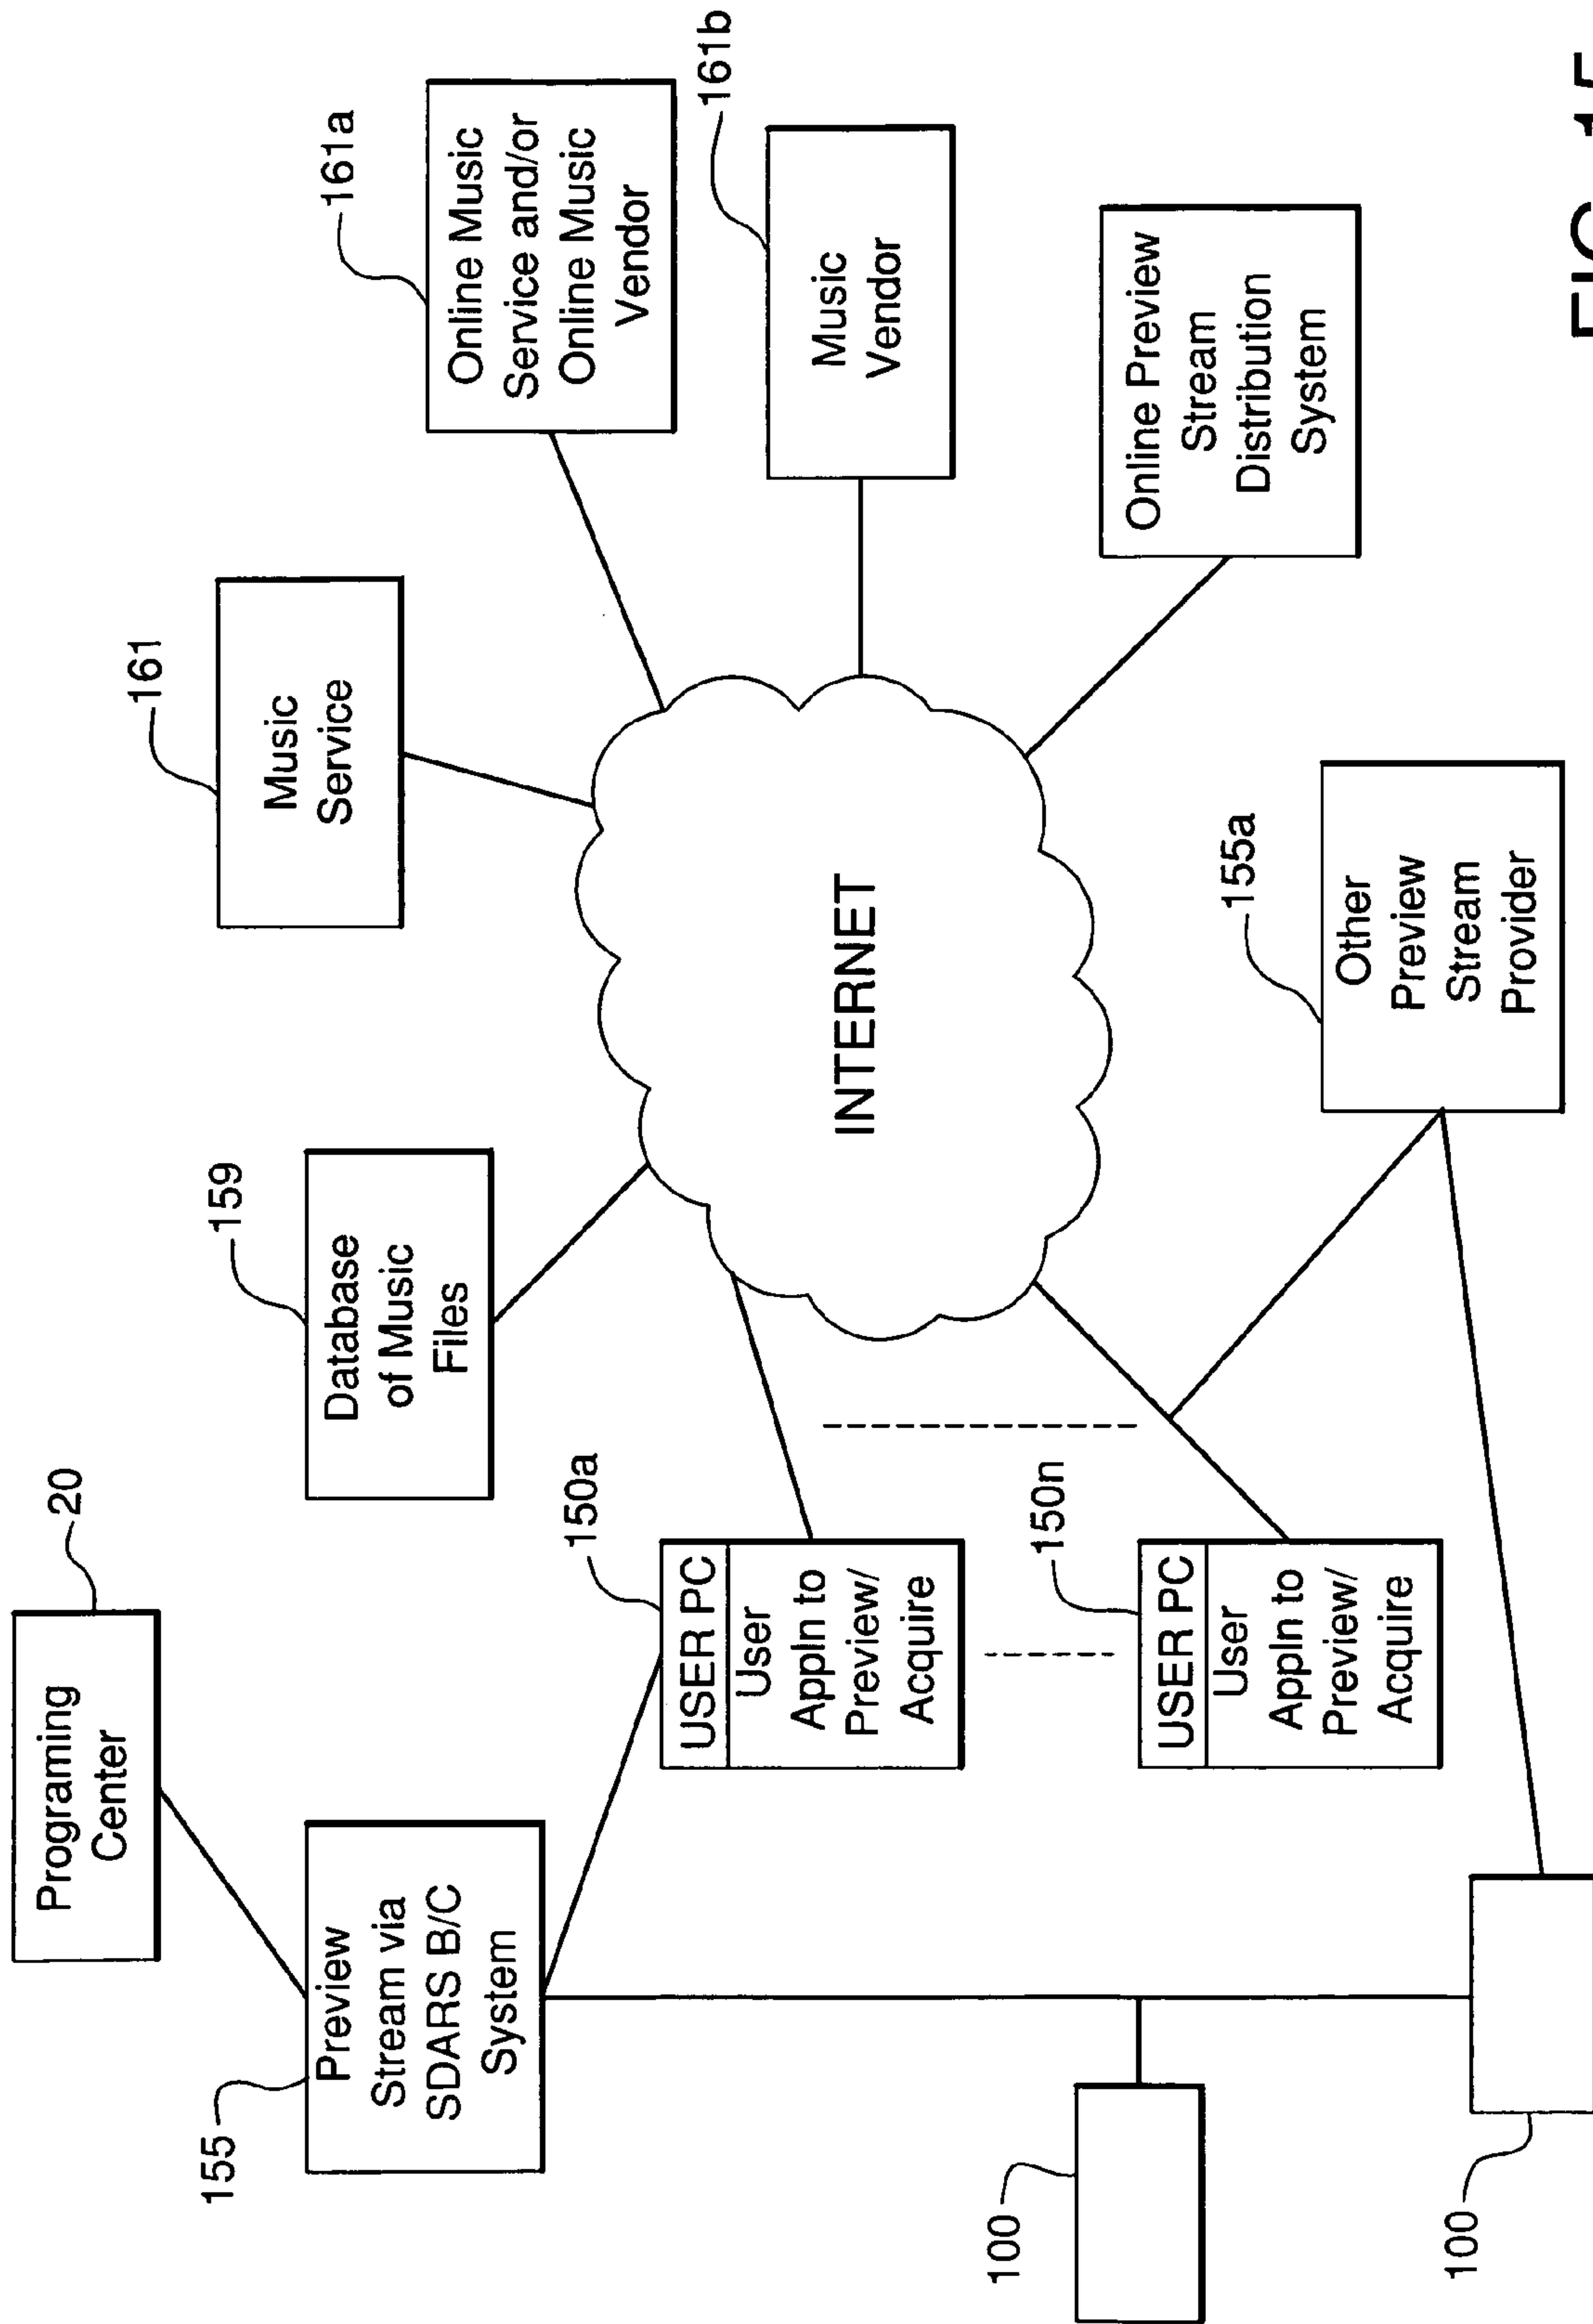 20
Programing
Center
155
Preview
Stream via
SDARS B/C
System
159
Database
of Music
Files
161
Music
Service
161a
Online Music
Service and/or
Online Music
Vendor
161b
Music
Vendor
Online Preview
Stream
Distribution
System
INTERNET
150a
USER PC
User
Appln to
Preview/
Acquire
150n
USER PC
User
Appln to
Preview/
Acquire
155a
Other
Preview
Stream
Provider
100
100